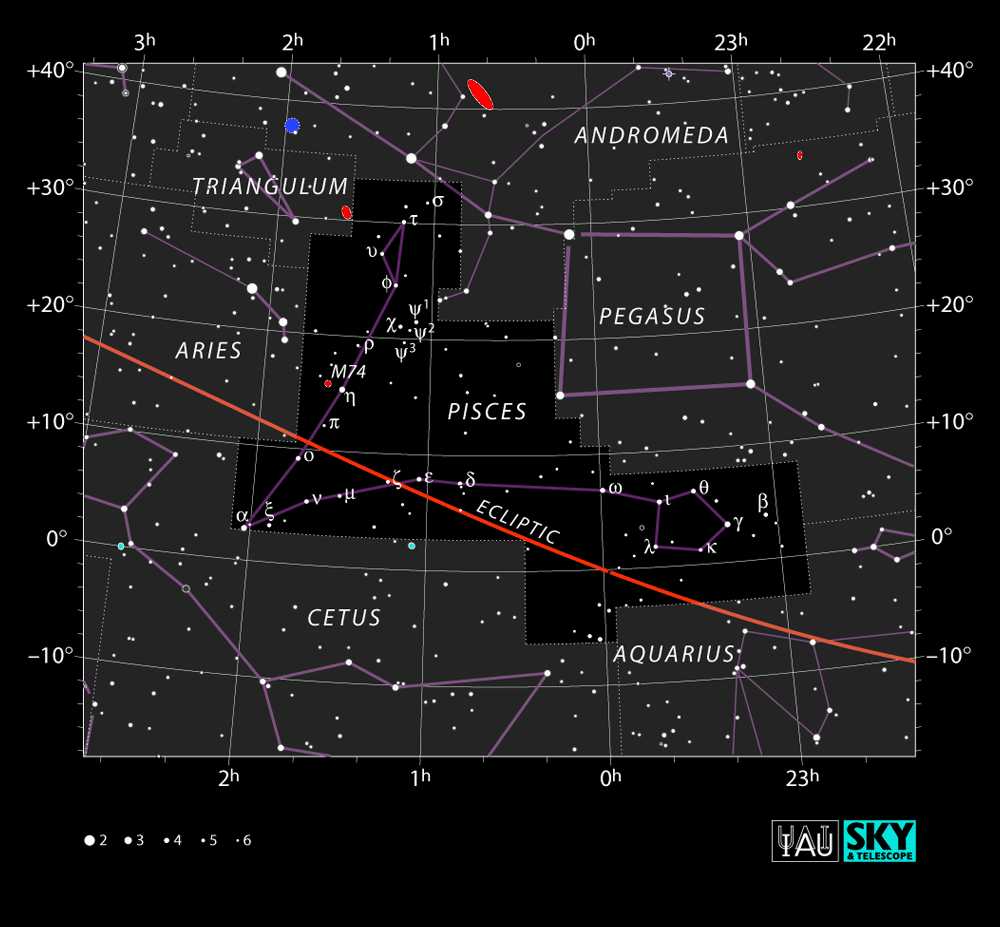 3h 2h 1h 0h 23h 22h
+40° +40°
ANDROMEDA
+30° +30°
TRIANGULUM
σ
τ
υ
ϕ
+20° +20°
ψ1
χ ψ2
PEGASUS
ρ ψ3
ARIES
M74
η
PISCES
+10° π +10°
ο
ζ ε δ
ω θ
ν μ ι β
ECLIPTIC
α ξ γ
0° 0°
λ κ
CETUS
−10° AQUARIUS −10°
2h 1h 0h 23h
2 3 4 5 6
IAU SKY
& TELESCOPE